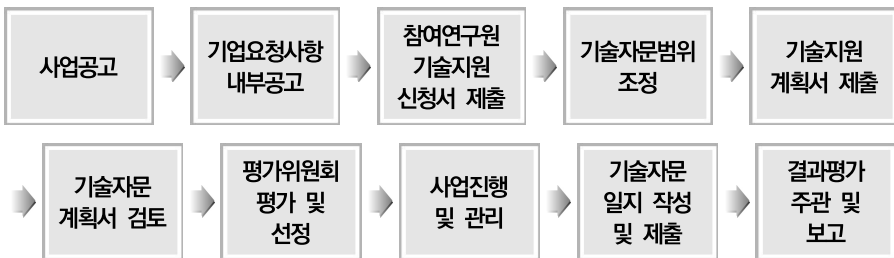 사업공고
기업요청사항
내부공고
참여연구원
기술지원
신청서 제출
기술자문범위
조정
기술지원
계획서 제출
기술자문
계획서 검토
평가위원회
평가 및
선정
사업진행
및 관리
기술자문
일지 작성
및 제출
결과평가
주관 및
보고